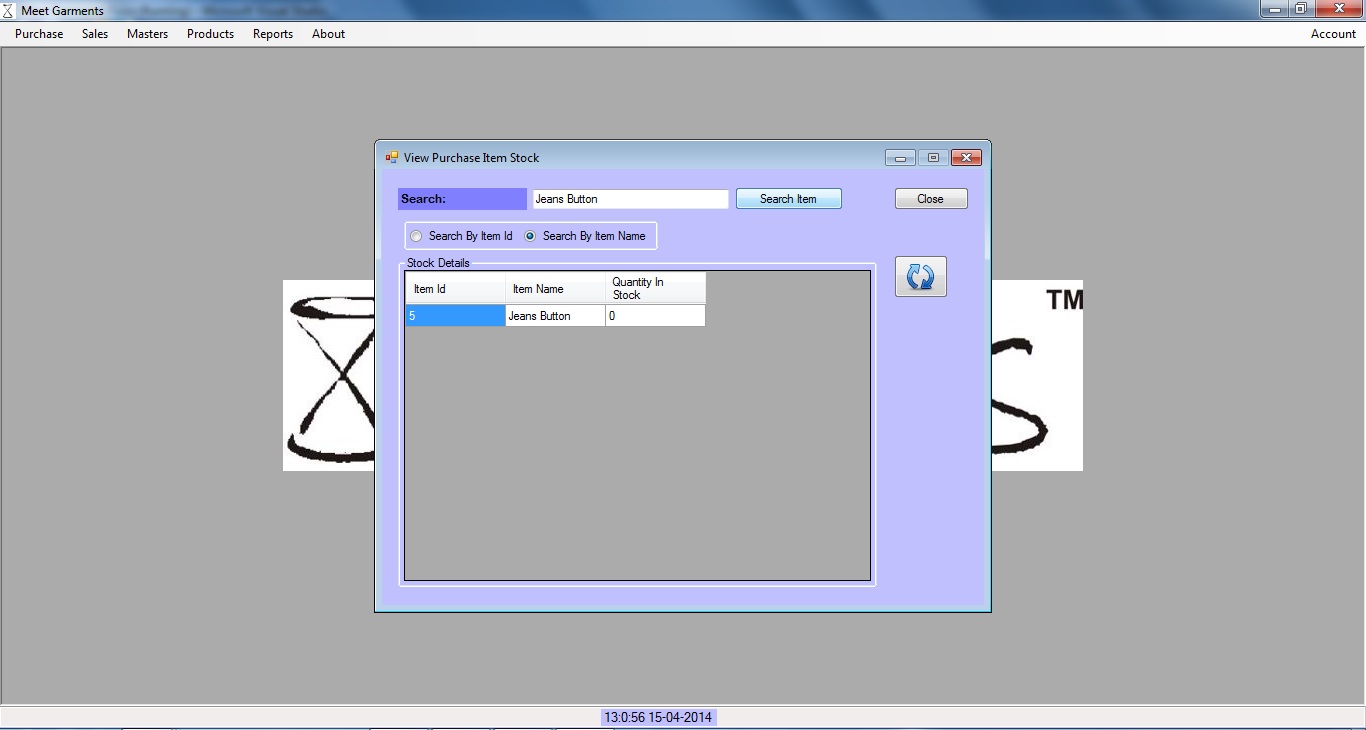 Meet Garments
Purchase Sales Masters Products Reports About Account
View Purchase Item Stock
Search: Jeans Button Search Item Close
Search By Item Id Search By Item Name
Stock Details
Item Id Item Name Quantity In
Stock
5 Jeans Button 0
TM
S
13:0:56 15-04-2014